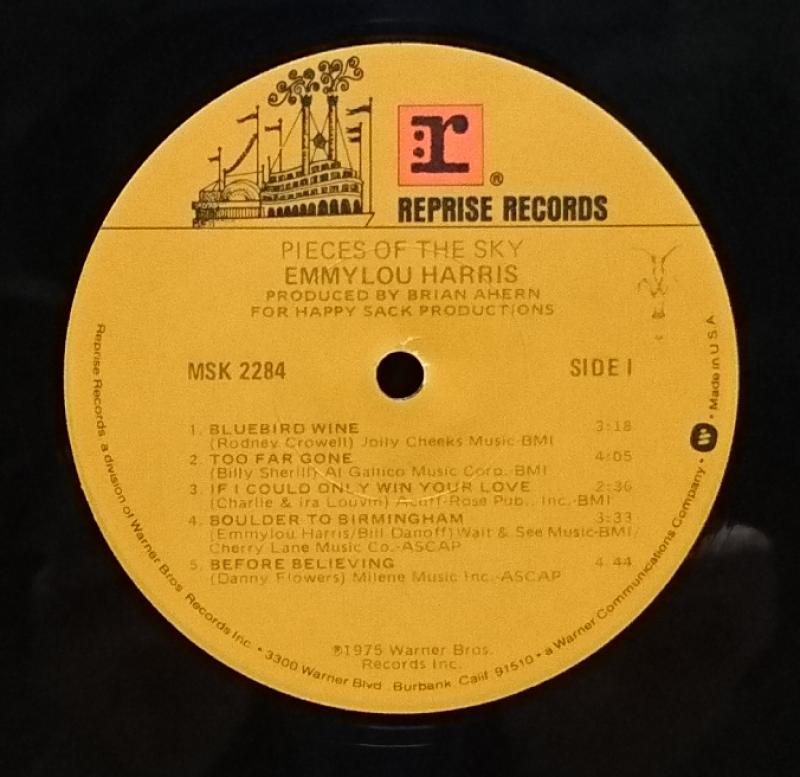 r
®
REPRISE RECORDS
PIECES OF THE SKY
EMMYLOU HARRIS
PRODUCED BY BRIAN AHERN
FOR HAPPY SACK PRODUCTIONS
MSK 2284
SIDE I
1. BLUEBIRD WINE 3:18
(Rodney Crowell) Jolly Cheeks Music-BMI
2. TOO FAR GONE 4:05
(Billy Sherill) Al Gallico Music Corp.-BMI
3. IF I COULD ONLY WIN YOUR LOVE 2:36
(Charlie & Ira Louvin) Acuff-Rose Pub., Inc.-BMI
4. BOULDER TO BIRMINGHAM 3:33
(Emmylou Harris/Bill Danoff) Wait & See Music-BMI/
Cherry Lane Music Co.-ASCAP
5. BEFORE BELIEVING 4:44
(Danny Flowers) Milene Music Inc.-ASCAP
℗1975 Warner Bros.
Records Inc.
Reprise Records, a division of Warner Bros. Records Inc. • 3300 Warner Blvd., Burbank, Calif. 91510 • a Warner Communications Company • W • Made in U.S.A.